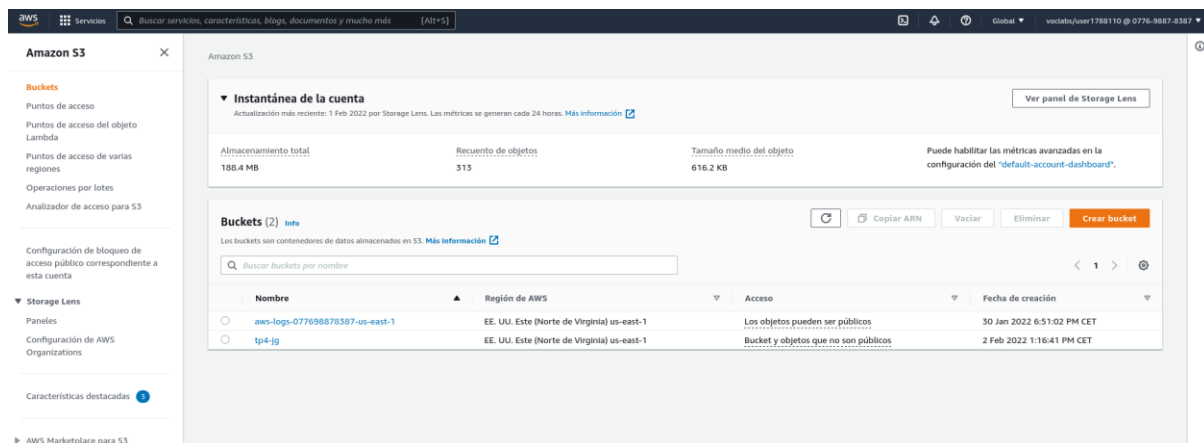 aws
Servicios
Buscar servicios, características, blogs, documentos y mucho más
[Alt+S]
Global ▼
voclabs/user1788110 @ 0776-9887-8387 ▼
Amazon S3
Buckets
Puntos de acceso
Puntos de acceso del objeto
Lambda
Puntos de acceso de varias
regiones
Operaciones por lotes
Analizador de acceso para S3
Configuración de bloqueo de
acceso público correspondiente a
esta cuenta
▼ Storage Lens
Paneles
Configuración de AWS
Organizations
Características destacadas 3
▶ AWS Marketplace para S3
Amazon S3
▼ Instantánea de la cuenta
Actualización más reciente: 1 Feb 2022 por Storage Lens. Las métricas se generan cada 24 horas. Más información
Ver panel de Storage Lens
Almacenamiento total
188.4 MB
Recuento de objetos
313
Tamaño medio del objeto
616.2 KB
Puede habilitar las métricas avanzadas en la
configuración del "default-account-dashboard".
Buckets (2) Info
Los buckets son contenedores de datos almacenados en S3. Más información
Copiar ARN
Vaciar
Eliminar
Crear bucket
Buscar buckets por nombre
< 1 >
Nombre ▲ Región de AWS Acceso Fecha de creación
aws-logs-077698878387-us-east-1 EE. UU. Este (Norte de Virginia) us-east-1 Los objetos pueden ser públicos 30 Jan 2022 6:51:02 PM CET
tp4-jg EE. UU. Este (Norte de Virginia) us-east-1 Bucket y objetos que no son públicos 2 Feb 2022 1:16:41 PM CET